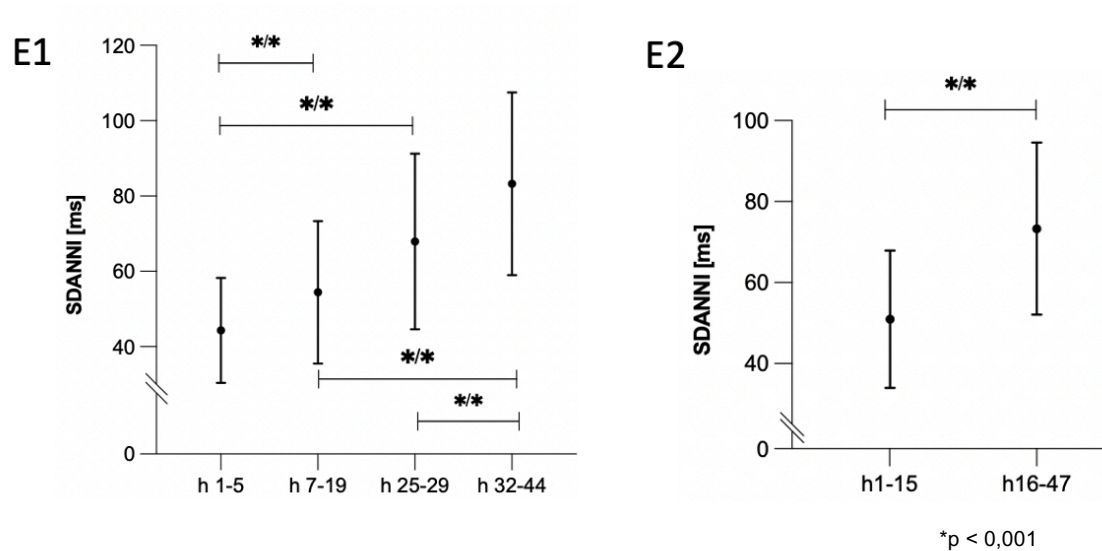 E1
SDANNI [ms]
120
100
80
60
40
0
*/*
*/*
*/*
*/*
h 1-5
h 7-19
h 25-29
h 32-44
E2
SDANNI [ms]
100
80
60
40
0
*/*
h1-15
h16-47
*p < 0,001